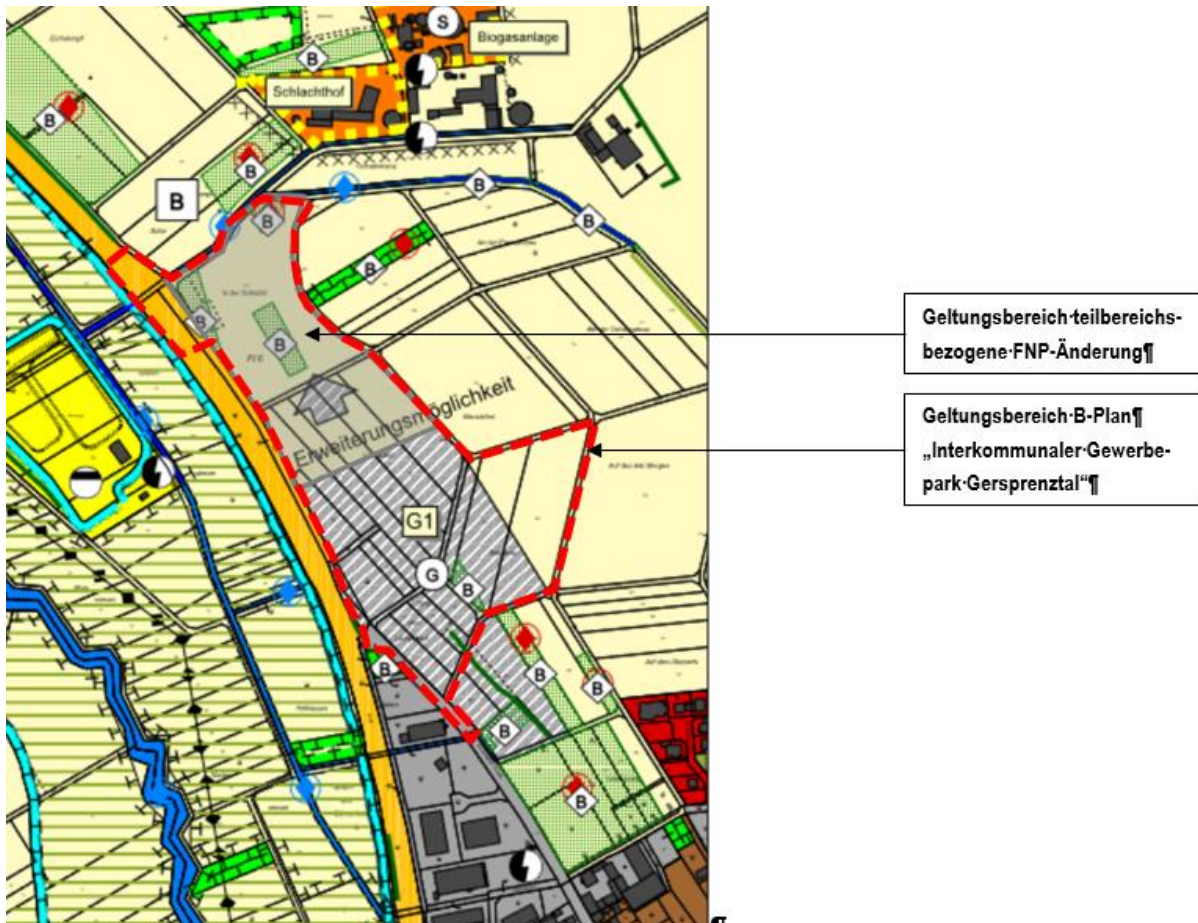 S
Biogasanlage
B
Schlachthof
B
B
B
B
B
B
B
B
B
B
Erweiterungsmöglichkeit
G1
G
B
B
B
B
B
B
Geltungsbereich·teilbereichs-
bezogene·FNP-Änderung¶
Geltungsbereich·B-Plan¶
„Interkommunaler·Gewerbe-
park·Gersprenztal“¶
¶